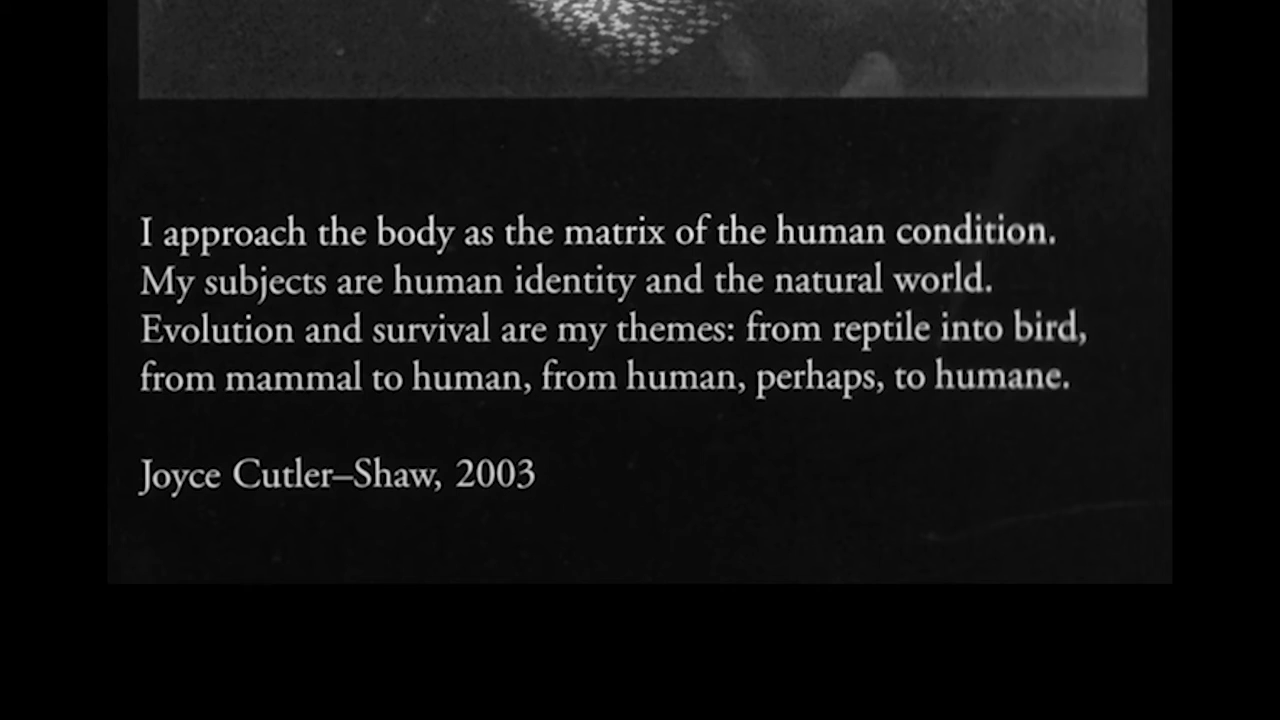 I approach the body as the matrix of the human condition.
My subjects are human identity and the natural world.
Evolution and survival are my themes: from reptile into bird,
from mammal to human, from human, perhaps, to humane.
Joyce Cutler–Shaw, 2003